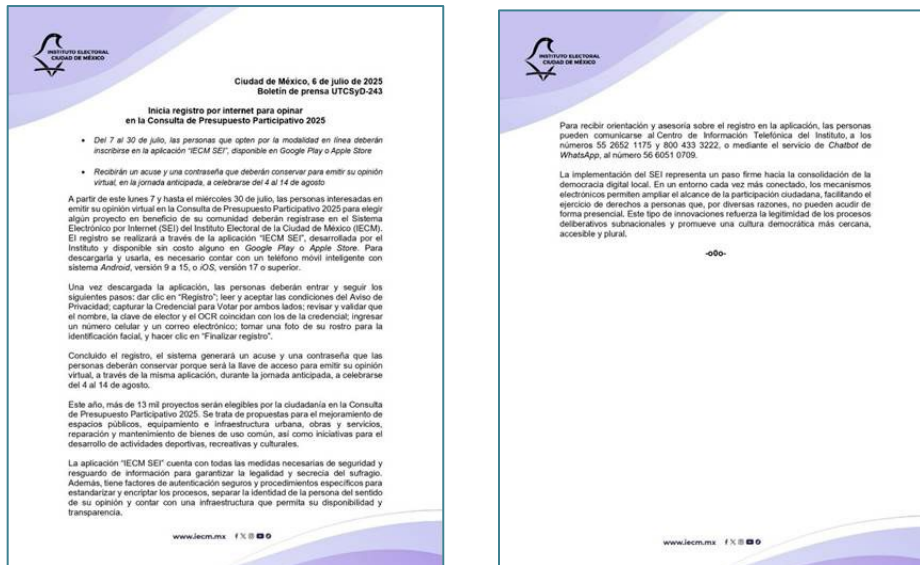 INSTITUTO ELECTORAL
CIUDAD DE MÉXICO
Ciudad de México, 6 de julio de 2025
Boletín de prensa UTCSyD-243
Inicia registro por internet para opinar
en la Consulta de Presupuesto Participativo 2025
• Del 7 al 30 de julio, las personas que opten por la modalidad en línea deberán
inscribirse en la aplicación “IECM SEI”, disponible en Google Play o Apple Store
• Recibirán un acuse y una contraseña que deberán conservar para emitir su opinión
virtual, en la jornada anticipada, a celebrarse del 4 al 14 de agosto
A partir de este lunes 7 y hasta el miércoles 30 de julio, las personas interesadas en
emitir su opinión virtual en la Consulta de Presupuesto Participativo 2025 para elegir
algún proyecto en beneficio de su comunidad deberán registrarse en el Sistema
Electrónico por Internet (SEI) del Instituto Electoral de la Ciudad de México (IECM).
El registro se realizará a través de la aplicación “IECM SEI”, desarrollada por el
Instituto y disponible sin costo alguno en Google Play o Apple Store. Para
descargarla y usarla, es necesario contar con un teléfono móvil inteligente con
sistema Android, versión 9 a 15, o iOS, versión 17 o superior.
Una vez descargada la aplicación, las personas deberán entrar y seguir los
siguientes pasos: dar clic en “Registro”; leer y aceptar las condiciones del Aviso de
Privacidad; capturar la Credencial para Votar por ambos lados; revisar y validar que
el nombre, la clave de elector y el OCR coincidan con los de la credencial; ingresar
un número celular y un correo electrónico; tomar una foto de su rostro para la
identificación facial, y hacer clic en “Finalizar registro”.
Concluido el registro, el sistema generará un acuse y una contraseña que las
personas deberán conservar porque será la llave de acceso para emitir su opinión
virtual, a través de la misma aplicación, durante la jornada anticipada, a celebrarse
del 4 al 14 de agosto.
Este año, más de 13 mil proyectos serán elegibles por la ciudadanía en la Consulta
de Presupuesto Participativo 2025. Se trata de propuestas para el mejoramiento de
espacios públicos, equipamiento e infraestructura urbana, obras y servicios,
reparación y mantenimiento de bienes de uso común, así como iniciativas para el
desarrollo de actividades deportivas, recreativas y culturales.
La aplicación “IECM SEI” cuenta con todas las medidas necesarias de seguridad y
resguardo de información para garantizar la legalidad y secrecía del sufragio.
Además, tiene factores de autenticación seguros y procedimientos específicos para
estandarizar y encriptar los procesos, separar la identidad de la persona del sentido
de su opinión y contar con una infraestructura que permita su disponibilidad y
transparencia.
www.iecm.mx
INSTITUTO ELECTORAL
CIUDAD DE MÉXICO
Para recibir orientación y asesoría sobre el registro en la aplicación, las personas
pueden comunicarse al Centro de Información Telefónica del Instituto, a los
números 55 2652 1175 y 800 433 3222, o mediante el servicio de Chatbot de
WhatsApp, al número 56 6051 0709.
La implementación del SEI representa un paso firme hacia la consolidación de la
democracia digital local. En un entorno cada vez más conectado, los mecanismos
electrónicos permiten ampliar el alcance de la participación ciudadana, facilitando el
ejercicio de derechos a personas que, por diversas razones, no pueden acudir de
forma presencial. Este tipo de innovaciones refuerza la legitimidad de los procesos
deliberativos subnacionales y promueve una cultura democrática más cercana,
accesible y plural.
-o0o-
www.iecm.mx